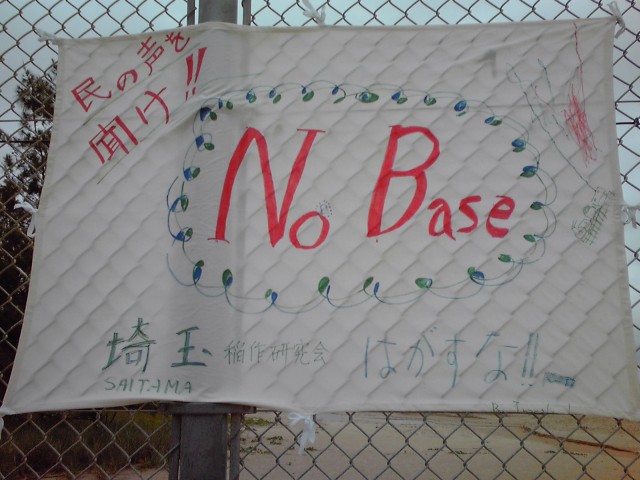 民の声を
聞け!!
No Base
埼玉 稲作研究会 はがすな!!
SAITAMA